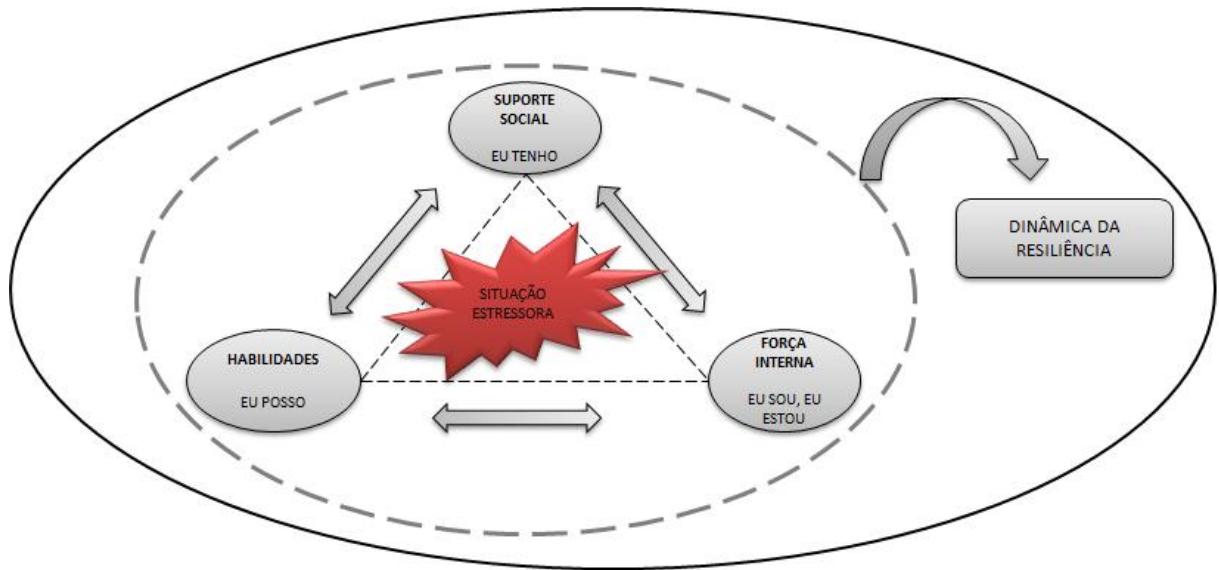 SUPORTE
SOCIAL
EU TENHO
DINÂMICA DA
RESILIÊNCIA
SITUAÇÃO
ESTRESSORA
HABILIDADES
EU POSSO
FORÇA
INTERNA
EU SOU, EU
ESTOU